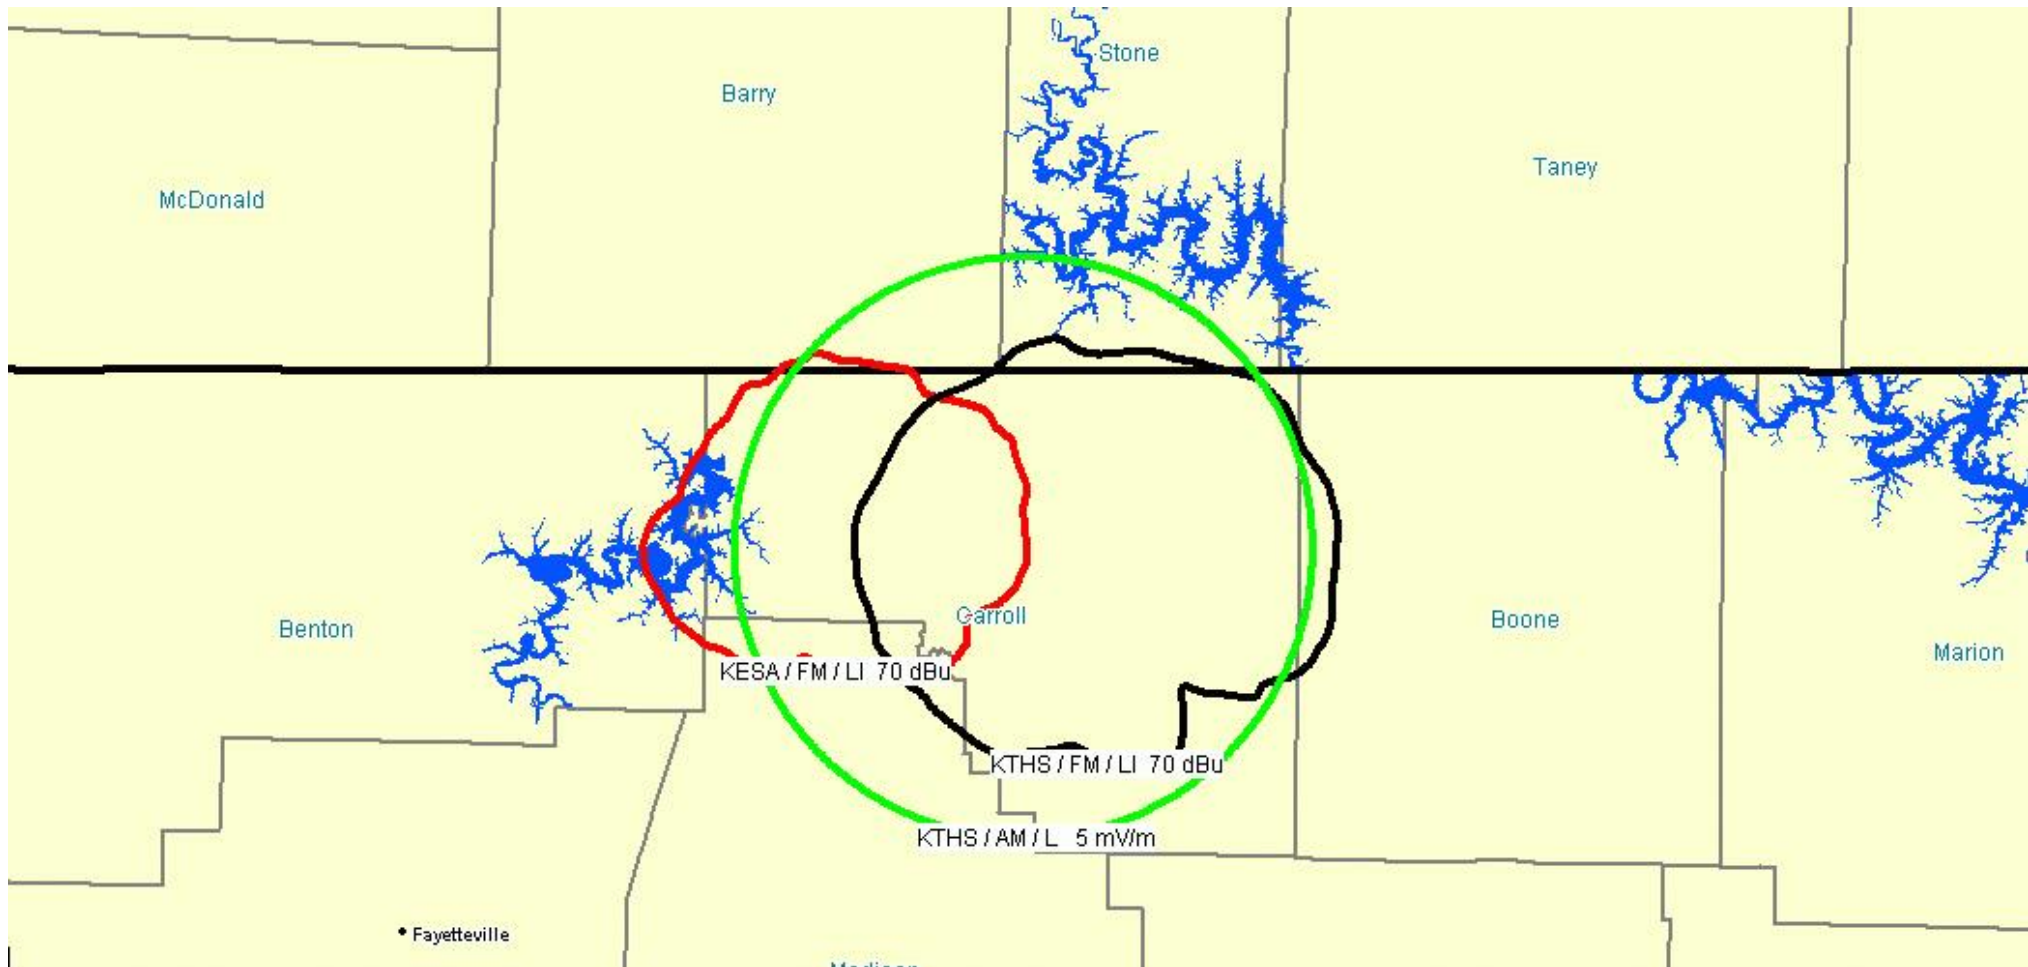 Stone
Barry
Taney
McDonald
Carroll
Benton
Boone
Marion
KESA / FM / LI 70 dBu
KTHS / FM / LI 70 dBu
KTHS / AM / L 5 mV/m
Fayetteville
Madison